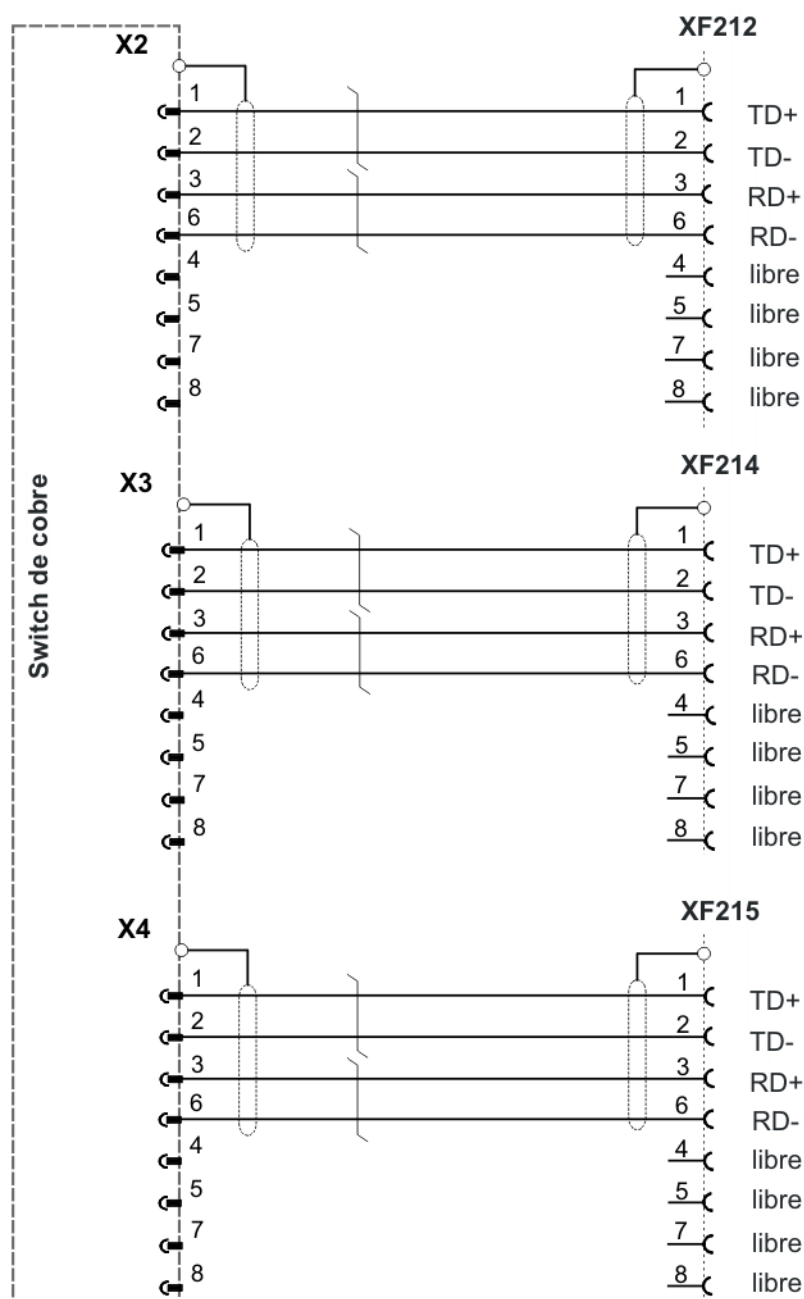 Switch de cobre
X2 XF212
1 1 TD+
2 2 TD-
3 3 RD+
6 6 RD-
4 4 libre
5 5 libre
7 7 libre
8 8 libre
X3 XF214
1 1 TD+
2 2 TD-
3 3 RD+
6 6 RD-
4 4 libre
5 5 libre
7 7 libre
8 8 libre
X4 XF215
1 1 TD+
2 2 TD-
3 3 RD+
6 6 RD-
4 4 libre
5 5 libre
7 7 libre
8 8 libre